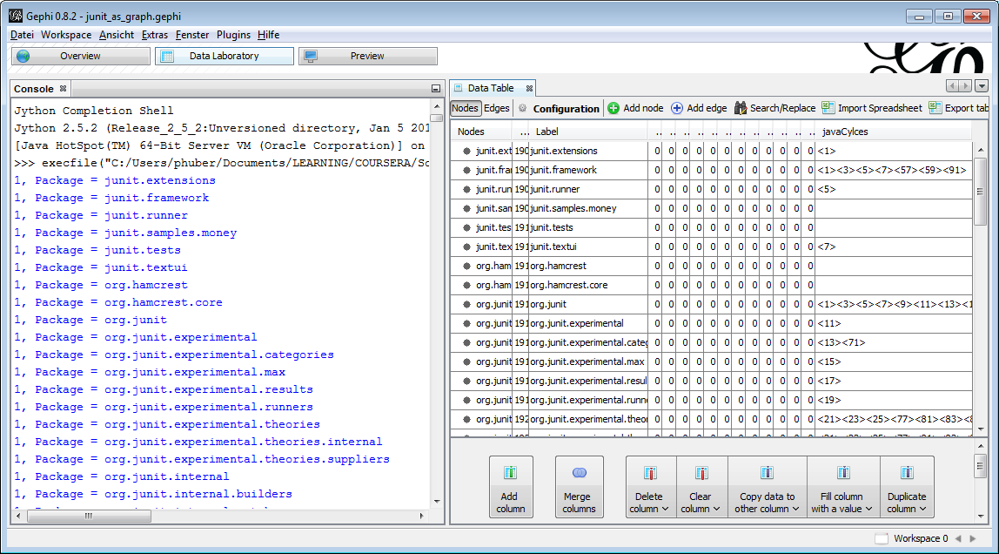 Gephi 0.8.2 - junit_as_graph.gephi
Datei Workspace Ansicht Extras Fenster Plugins Hilfe
Overview Data Laboratory Preview
Console
Jython Completion Shell
Jython 2.5.2 (Release_2_5_2:Unversioned directory, Jan 5 201
[Java HotSpot(TM) 64-Bit Server VM (Oracle Corporation)] on
>>> execfile("C:/Users/phuber/Documents/LEARNING/COURSERA/Sc
1, Package = junit.extensions
1, Package = junit.framework
1, Package = junit.runner
1, Package = junit.samples.money
1, Package = junit.tests
1, Package = junit.textui
1, Package = org.hamcrest
1, Package = org.hamcrest.core
1, Package = org.junit
1, Package = org.junit.experimental
1, Package = org.junit.experimental.categories
1, Package = org.junit.experimental.max
1, Package = org.junit.experimental.results
1, Package = org.junit.experimental.runners
1, Package = org.junit.experimental.theories
1, Package = org.junit.experimental.theories.internal
1, Package = org.junit.experimental.theories.suppliers
1, Package = org.junit.internal
1, Package = org.junit.internal.builders
Data Table
Nodes Edges Configuration Add node Add edge Search/Replace Import Spreadsheet Export tab
Nodes ... Label .. .. .. .. .. .. .. .. .. .. .. .. javaCylces
junit.ext 190 junit.extensions 0 0 0 0 0 0 0 0 0 0 0 0 <1>
junit.fra 190 junit.framework 0 0 0 0 0 0 0 0 0 0 0 0 <1><3><5><7><57><59><91>
junit.run 190 junit.runner 0 0 0 0 0 0 0 0 0 0 0 0 <5>
junit.sam 190 junit.samples.money 0 0 0 0 0 0 0 0 0 0 0 0
junit.tes 191 junit.tests 0 0 0 0 0 0 0 0 0 0 0 0
junit.tex 191 junit.textui 0 0 0 0 0 0 0 0 0 0 0 0 <7>
org.ham 191 org.hamcrest 0 0 0 0 0 0 0 0 0 0 0 0
org.ham 191 org.hamcrest.core 0 0 0 0 0 0 0 0 0 0 0 0
org.junit 191 org.junit 0 0 0 0 0 0 0 0 0 0 0 0 <1><3><5><7><9><11><13><1
org.junit 191 org.junit.experimental 0 0 0 0 0 0 0 0 0 0 0 0 <11>
org.junit 191 org.junit.experimental.categ 0 0 0 0 0 0 0 0 0 0 0 0 <13><71>
org.junit 191 org.junit.experimental.max 0 0 0 0 0 0 0 0 0 0 0 0 <15>
org.junit 191 org.junit.experimental.resul 0 0 0 0 0 0 0 0 0 0 0 0 <17>
org.junit 191 org.junit.experimental.runne 0 0 0 0 0 0 0 0 0 0 0 0 <19>
org.junit 192 org.junit.experimental.theor 0 0 0 0 0 0 0 0 0 0 0 0 <21><23><25><77><81><83><8
Add column
Merge columns
Delete column
Clear column
Copy data to other column
Fill column with a value
Duplicate column
Workspace 0